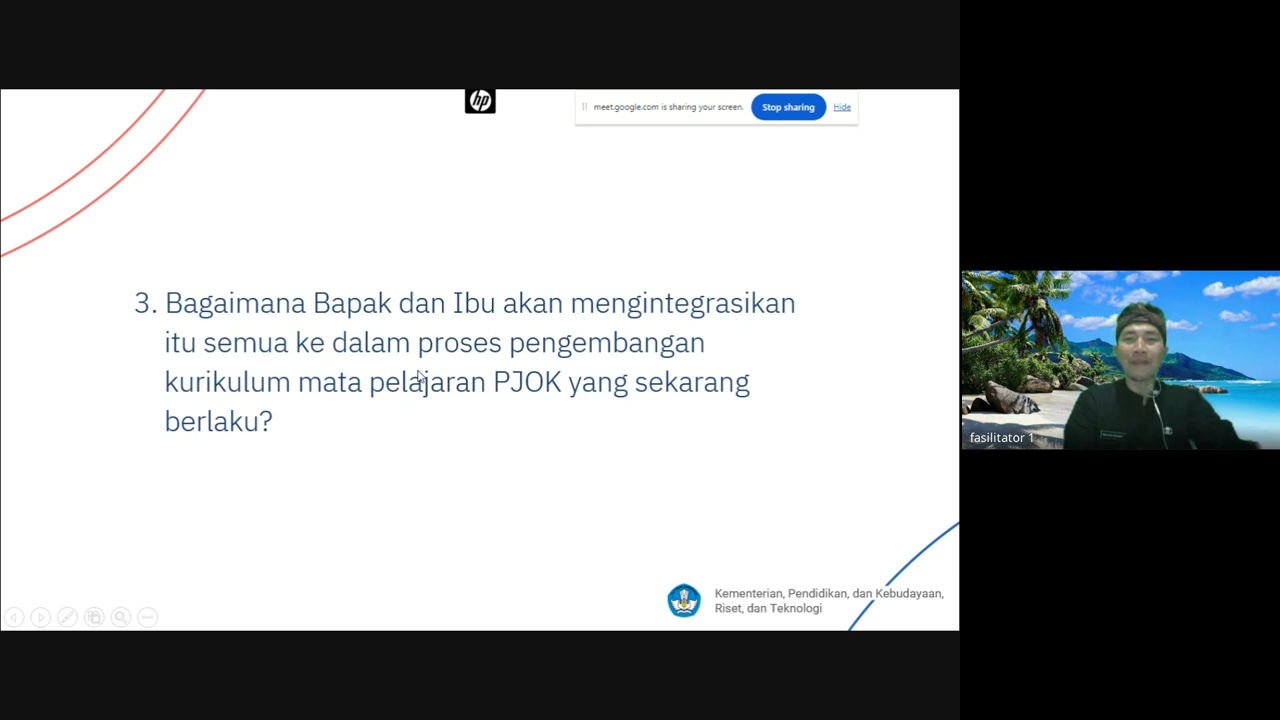 hp
meet.google.com is sharing your screen. Stop sharing Hide
3. Bagaimana Bapak dan Ibu akan mengintegrasikan
itu semua ke dalam proses pengembangan
kurikulum mata pelajaran PJOK yang sekarang
berlaku?
fasilitator 1
Kementerian, Pendidikan, dan Kebudayaan,
Riset, dan Teknologi